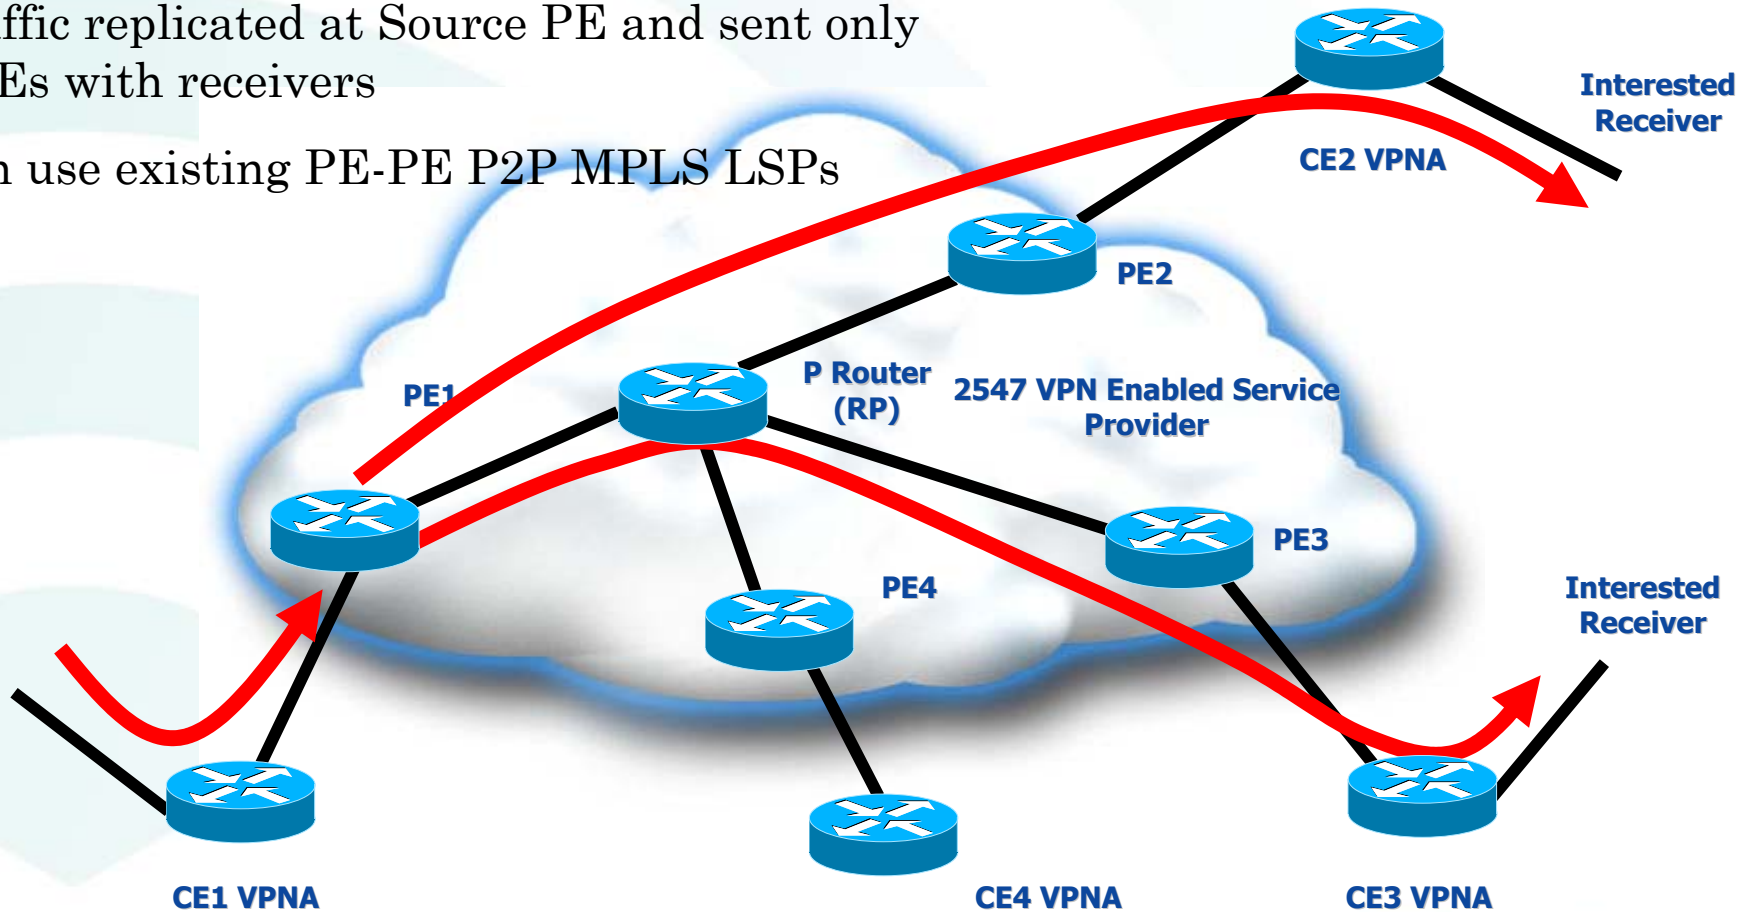 replicated at Source PE and sent only
with receivers
use existing PE-PE P2P MPLS LSPs
Interested
Receiver
CE2 VPNA
PE2
P Router
(RP)
2547 VPN Enabled Service
Provider
PE1
PE3
PE4
Interested
Receiver
CE1 VPNA
CE4 VPNA
CE3 VPNA